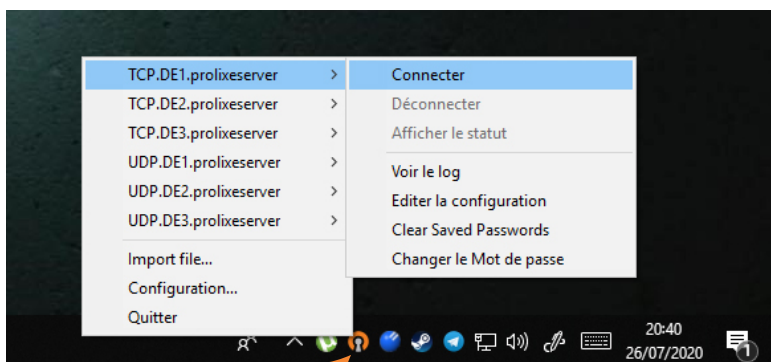 TCP.DE1.prolixeserver
TCP.DE2.prolixeserver
TCP.DE3.prolixeserver
UDP.DE1.prolixeserver
UDP.DE2.prolixeserver
UDP.DE3.prolixeserver
Import file...
Configuration...
Quitter
Connecter
Déconnecter
Afficher le statut
Voir le log
Editer la configuration
Clear Saved Passwords
Changer le Mot de passe
20:40
26/07/2020
1